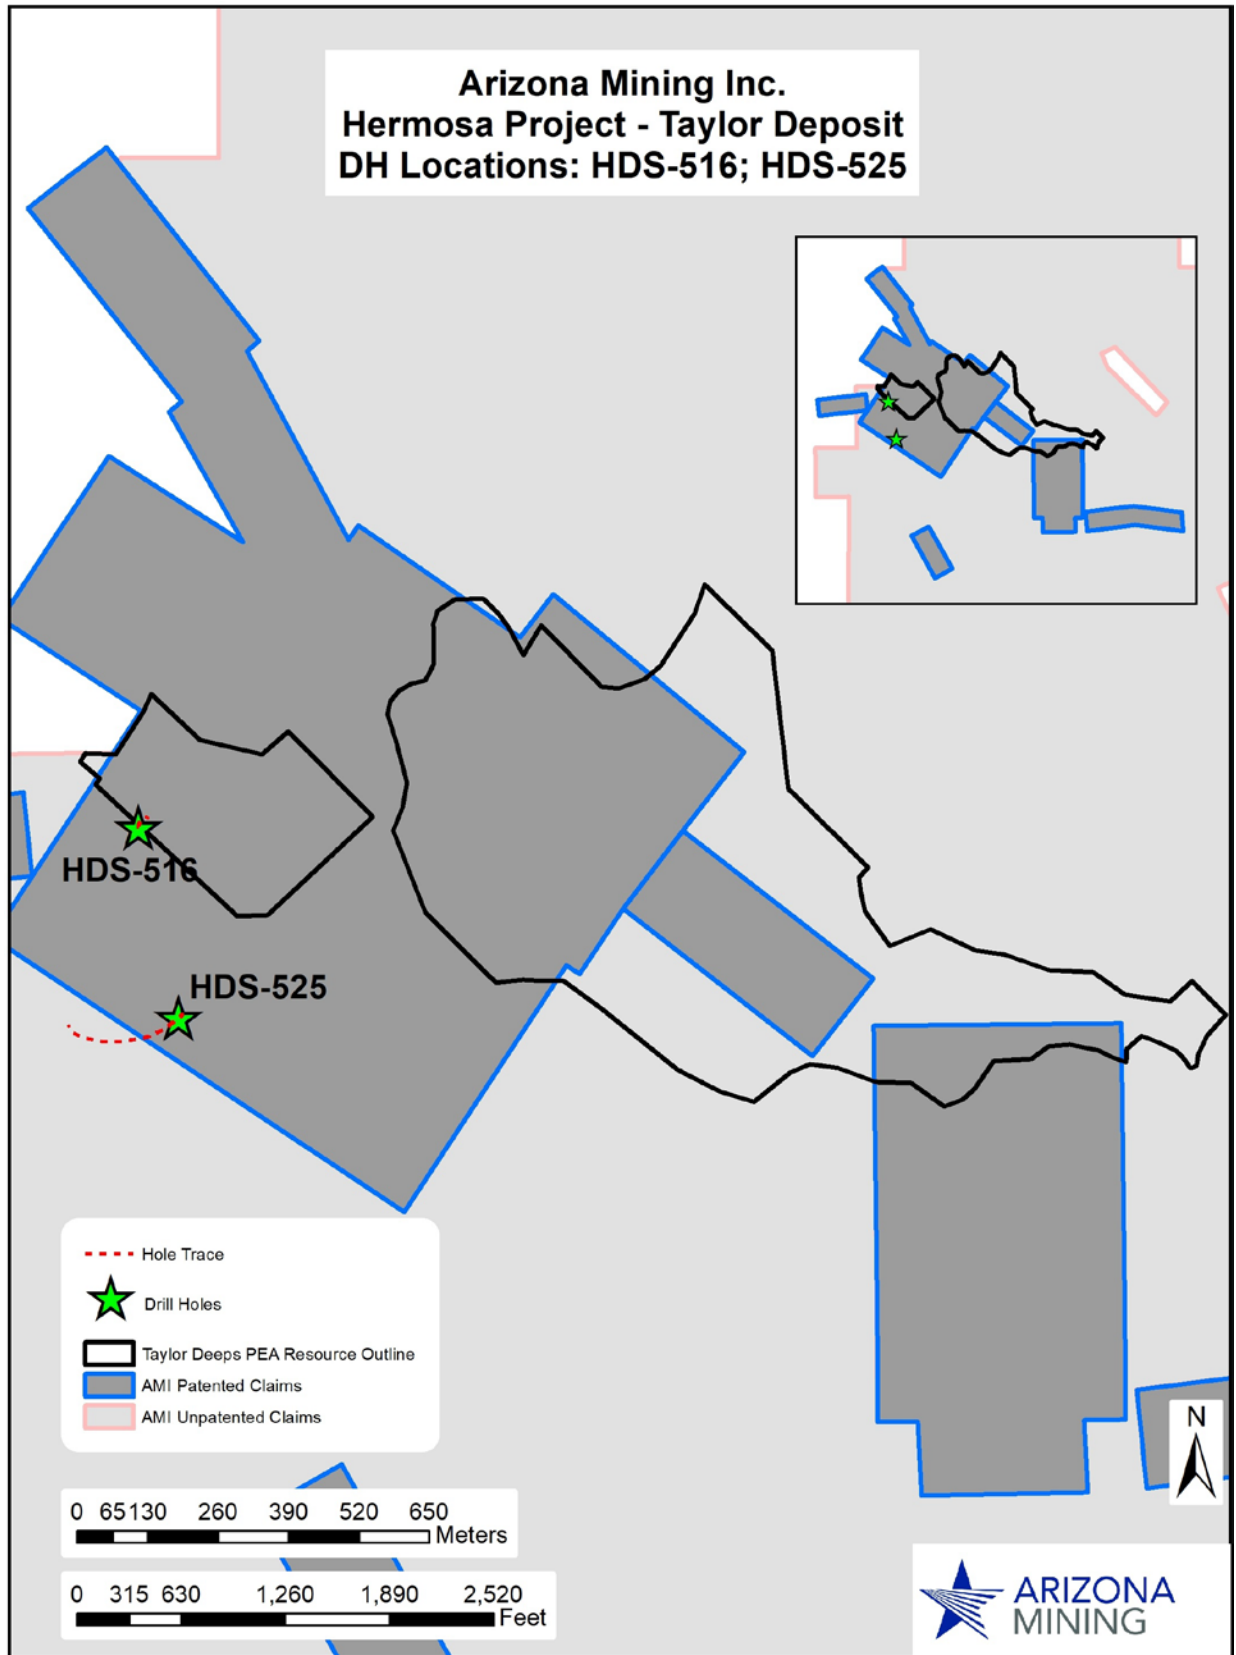 Arizona Mining Inc.
Hermosa Project - Taylor Deposit
DH Locations: HDS-516; HDS-525
HDS-516
HDS-525
Hole Trace
Drill Holes
Taylor Deeps PEA Resource Outline
AMI Patented Claims
AMI Unpatented Claims
N
0 65 130 260 390 520 650
Meters
0 315 630 1,260 1,890 2,520
Feet
ARIZONA
MINING